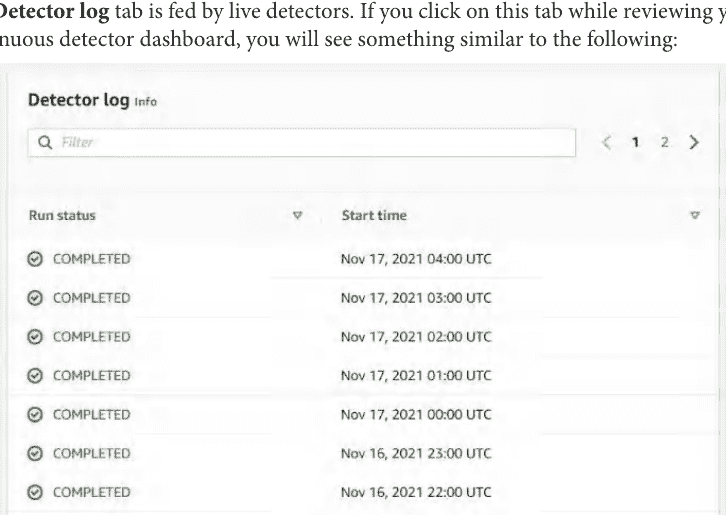 Detector log tab is fed by live detectors. If you click on this tab while reviewing
detector dashboard, you will see something similar to the following:
Detector log Info
Filter
1 2
Run status Start time
COMPLETED Nov 17, 2021 04:00 UTC
COMPLETED Nov 17, 2021 03:00 UTC
COMPLETED Nov 17, 2021 02:00 UTC
COMPLETED Nov 17, 2021 01:00 UTC
COMPLETED Nov 17, 2021 00:00 UTC
COMPLETED Nov 16, 2021 23:00 UTC
COMPLETED Nov 16, 2021 22:00 UTC